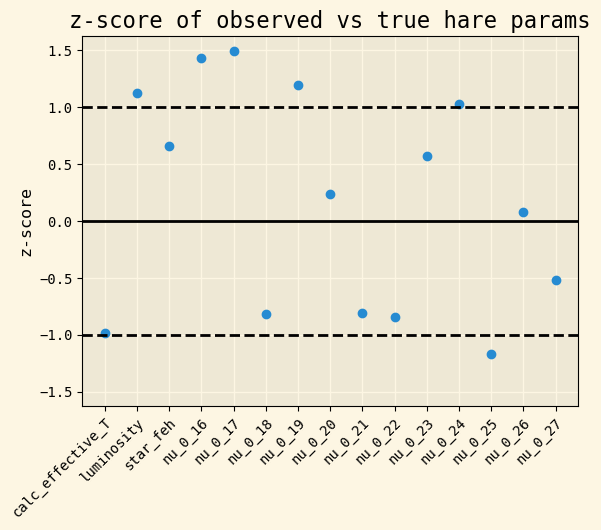 z-score of observed vs true hare params
z-score
1.5
1.0
0.5
0.0
−0.5
−1.0
−1.5
calc_effective_T
luminosity
star_feh
nu_0_16
nu_0_17
nu_0_18
nu_0_19
nu_0_20
nu_0_21
nu_0_22
nu_0_23
nu_0_24
nu_0_25
nu_0_26
nu_0_27